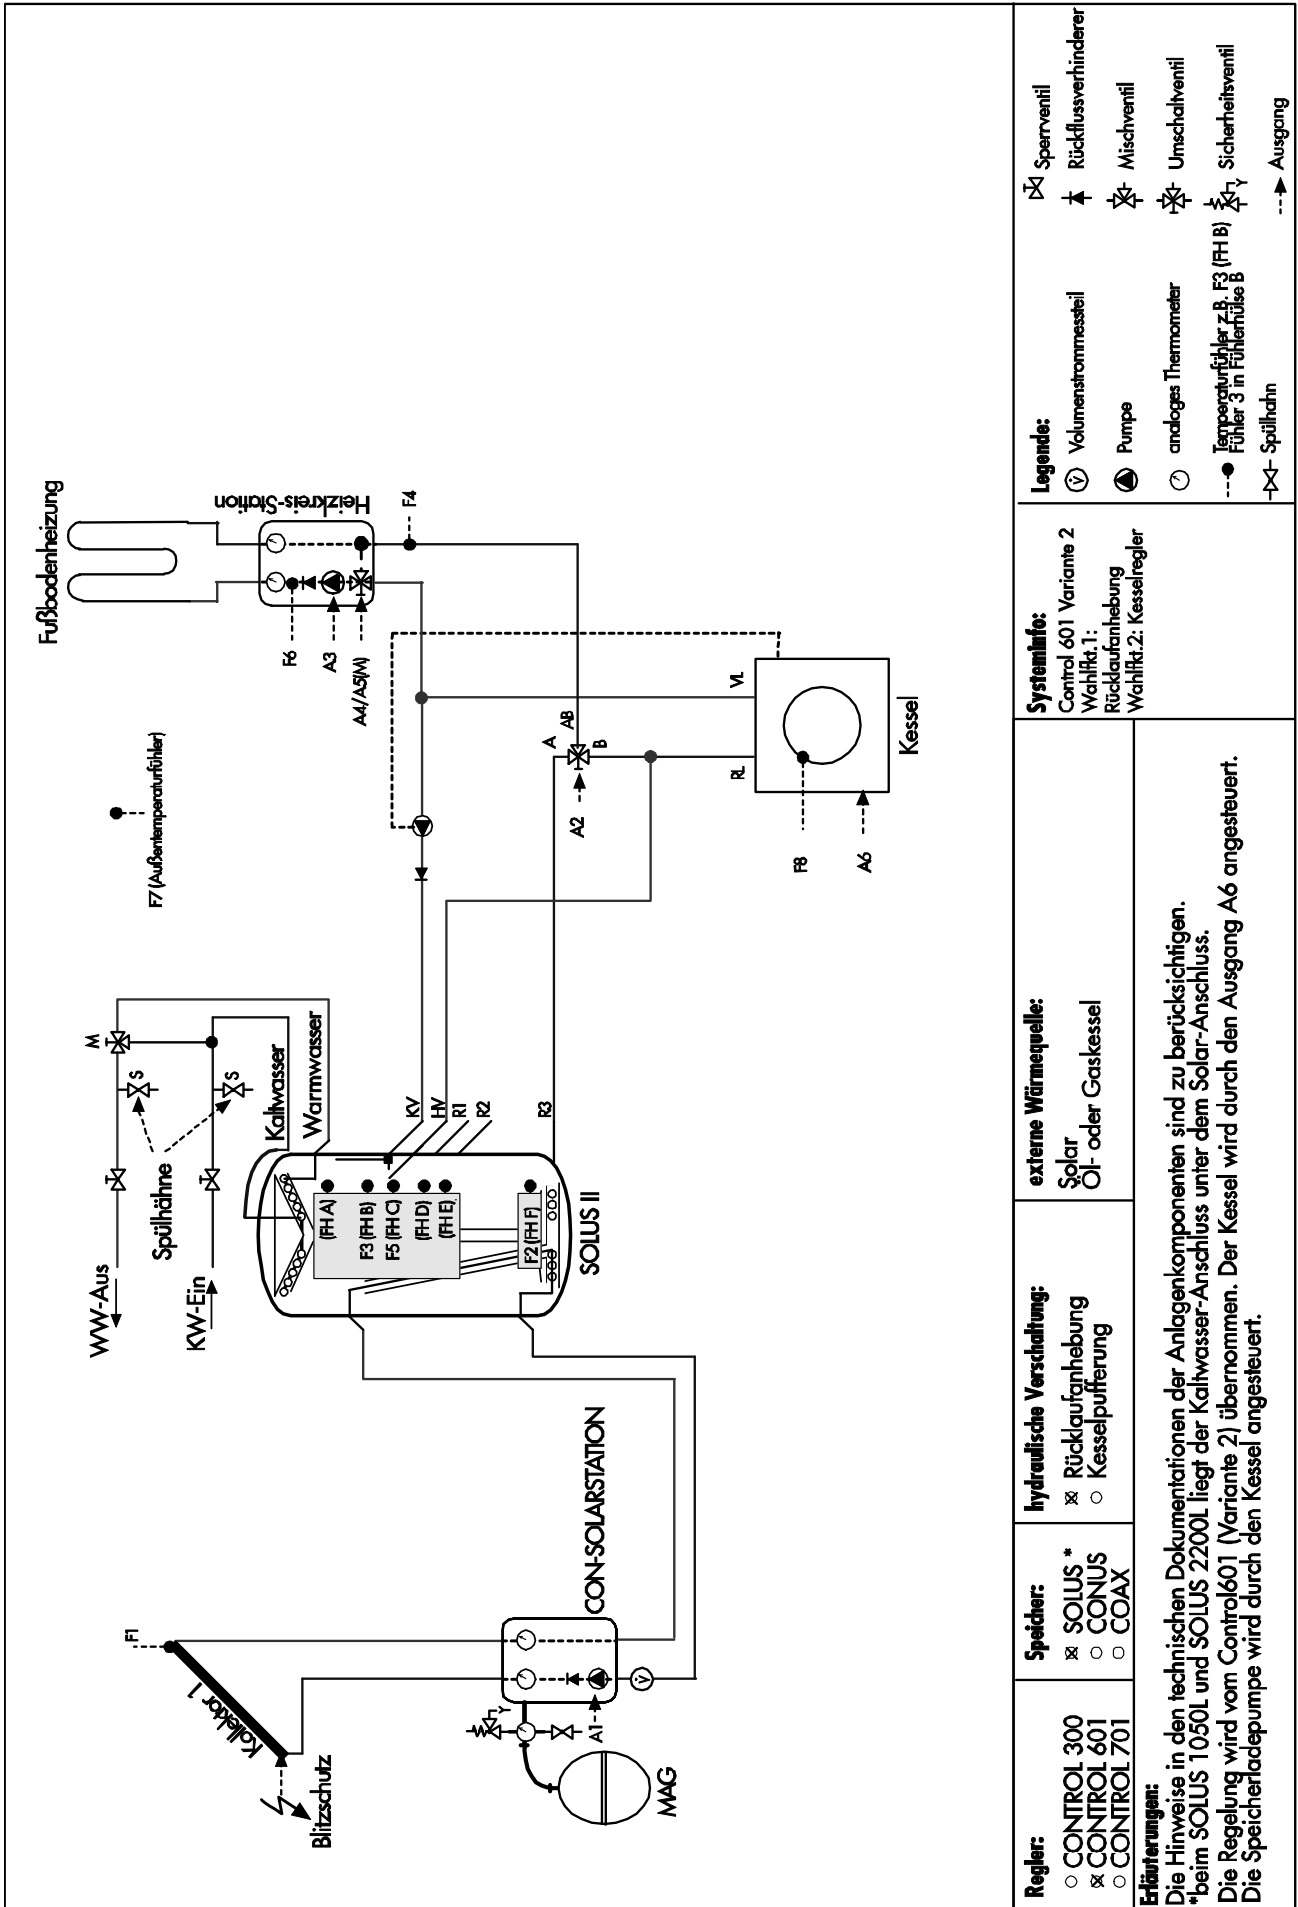 Fußbodenheizung
Heizkreis-Station
F4
F6
A3
A4/A5(M)
F7 (Außentemperaturfühler)
VL
RL
A
AB
B
A2
Kessel
F8
A6
M
S
S
Kaltwasser
Warmwasser
Spülhähne
WW-Aus
KW-Ein
KV
HV
R1
R2
R3
(FH A)
F3 (FH B)
F5 (FH C)
(FH D)
(FH E)
F2 (FH F)
SOLUS II
CON-SOLARSTATION
F1
Kollektor 1
Blitzschutz
Y
A1
V̇
MAG
Regler:
CONTROL 300
CONTROL 601
CONTROL 701
Speicher:
SOLUS *
CONUS
COAX
hydraulische Verschaltung:
Rücklaufanhebung
Kesselpufferung
externe Wärmequelle:
Solar
Öl- oder Gaskessel
Systeminfo:
Control 601 Variante 2
Wahlfkt.1:
Rücklaufanhebung
Wahlfkt.2: Kesselregler
Legende:
V̇ Volumenstrommessteil
Pumpe
analoges Thermometer
Temperaturfühler z.B. F3 (FH B)
Fühler 3 in Fühlerhülse B
Spülhahn
Sperrventil
Rückflussverhinderer
Mischventil
Umschaltventil
Y Sicherheitsventil
Ausgang
Erläuterungen:
Die Hinweise in den technischen Dokumentationen der Anlagenkomponenten sind zu berücksichtigen.
*beim SOLUS 1050L und SOLUS 2200L liegt der Kaltwasser-Anschluss unter dem Solar-Anschluss.
Die Regelung wird vom Control601 (Variante 2) übernommen. Der Kessel wird durch den Ausgang A6 angesteuert.
Die Speicherladepumpe wird durch den Kessel angesteuert.